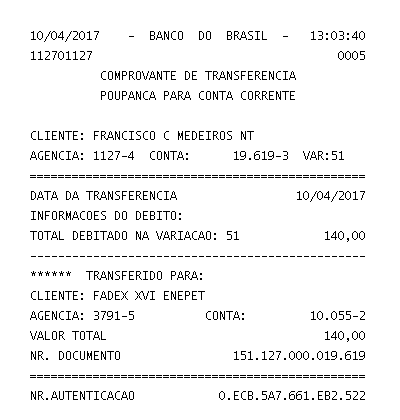 10/04/2017 - BANCO DO BRASIL - 13:03:40
112701127 0005
COMPROVANTE DE TRANSFERENCIA
POUPANCA PARA CONTA CORRENTE
CLIENTE: FRANCISCO C MEDEIROS NT
AGENCIA: 1127-4 CONTA: 19.619-3 VAR:51
================================================
DATA DA TRANSFERENCIA 10/04/2017
INFORMACOES DO DEBITO:
TOTAL DEBITADO NA VARIACAO: 51 140,00
------------------------------------------------
****** TRANSFERIDO PARA:
CLIENTE: FADEX XVI ENEPET
AGENCIA: 3791-5 CONTA: 10.055-2
VALOR TOTAL 140,00
NR. DOCUMENTO 151.127.000.019.619
================================================
NR.AUTENTICACAO 0.ECB.5A7.661.EB2.522